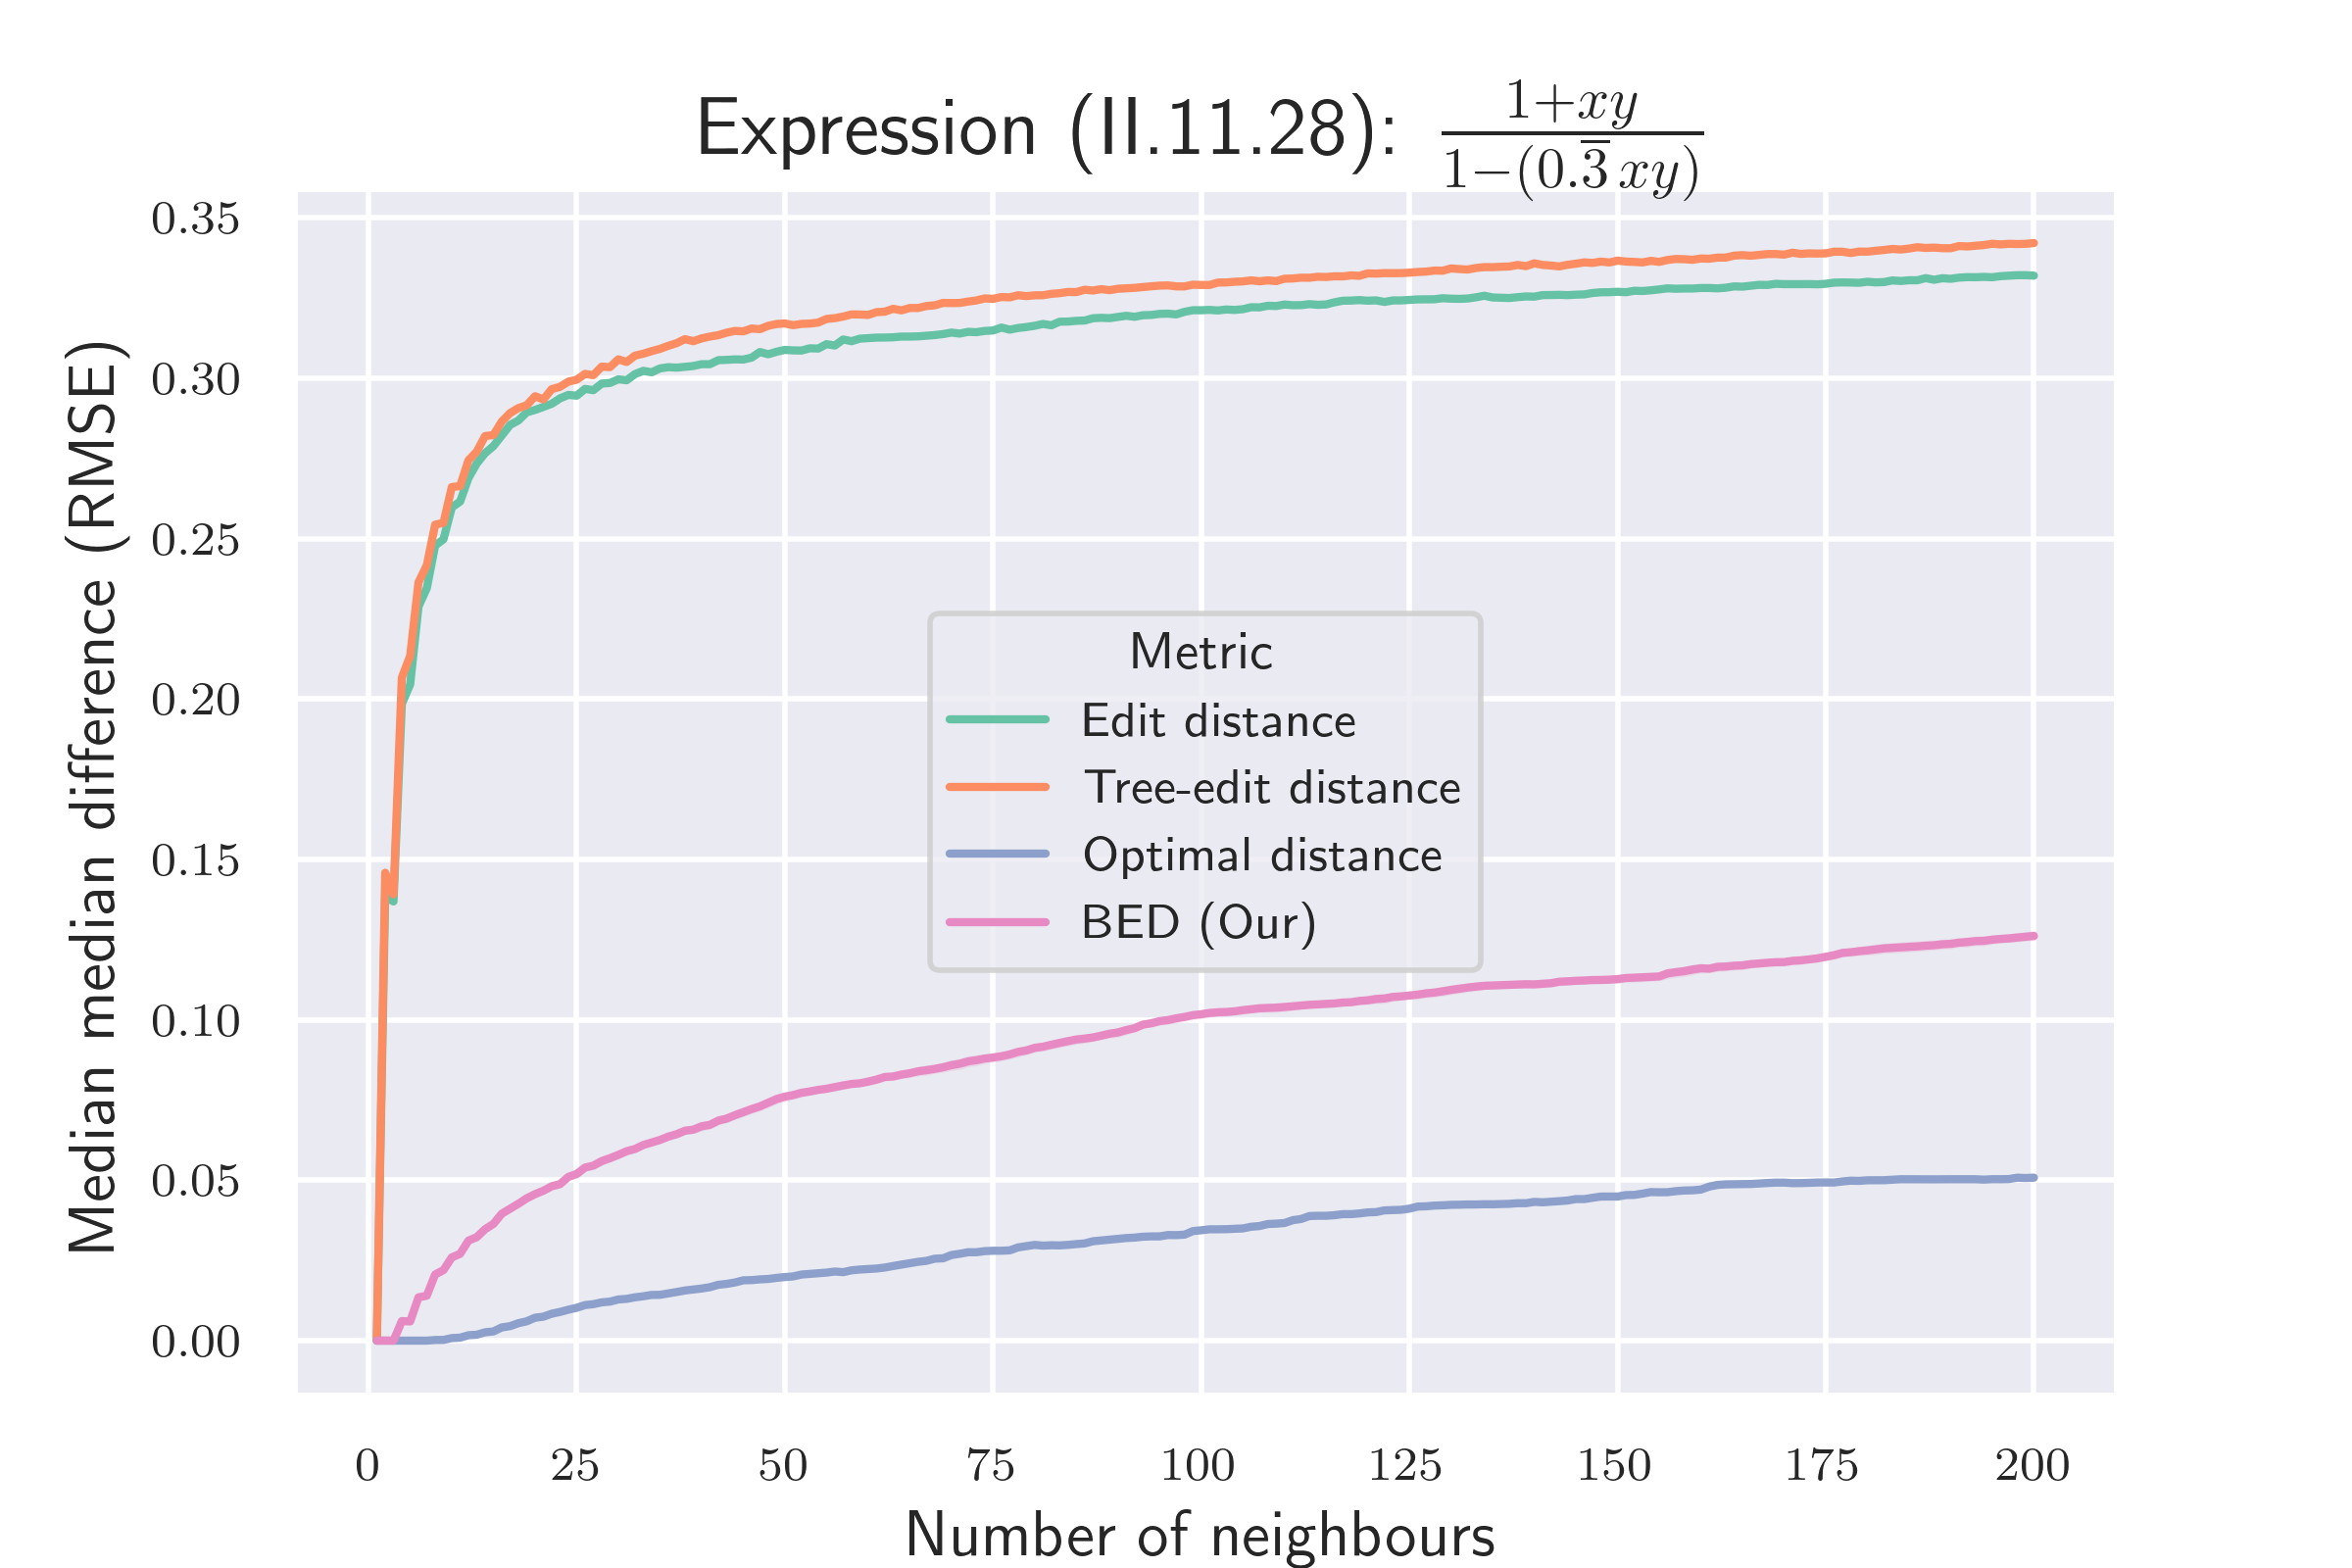 Expression (II.11.28): $\frac{1+xy}{1-(0.\overline{3}\,xy)}$
Median median difference (RMSE)
0.35
0.30
0.25
0.20
0.15
0.10
0.05
0.00
Metric
Edit distance
Tree-edit distance
Optimal distance
BED (Our)
0 25 50 75 100 125 150 175 200
Number of neighbours